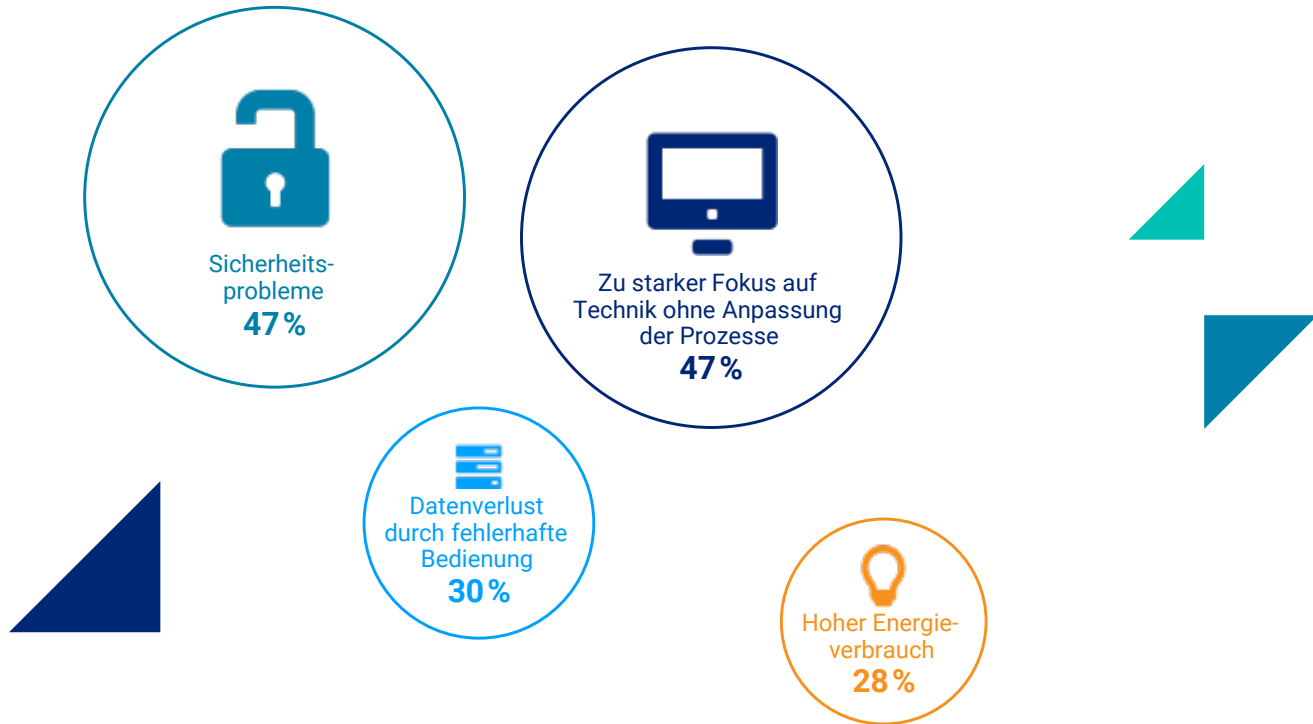 Sicherheits-
probleme
47 %
Zu starker Fokus auf
Technik ohne Anpassung
der Prozesse
47 %
Datenverlust
durch fehlerhafte
Bedienung
30 %
Hoher Energie-
verbrauch
28 %